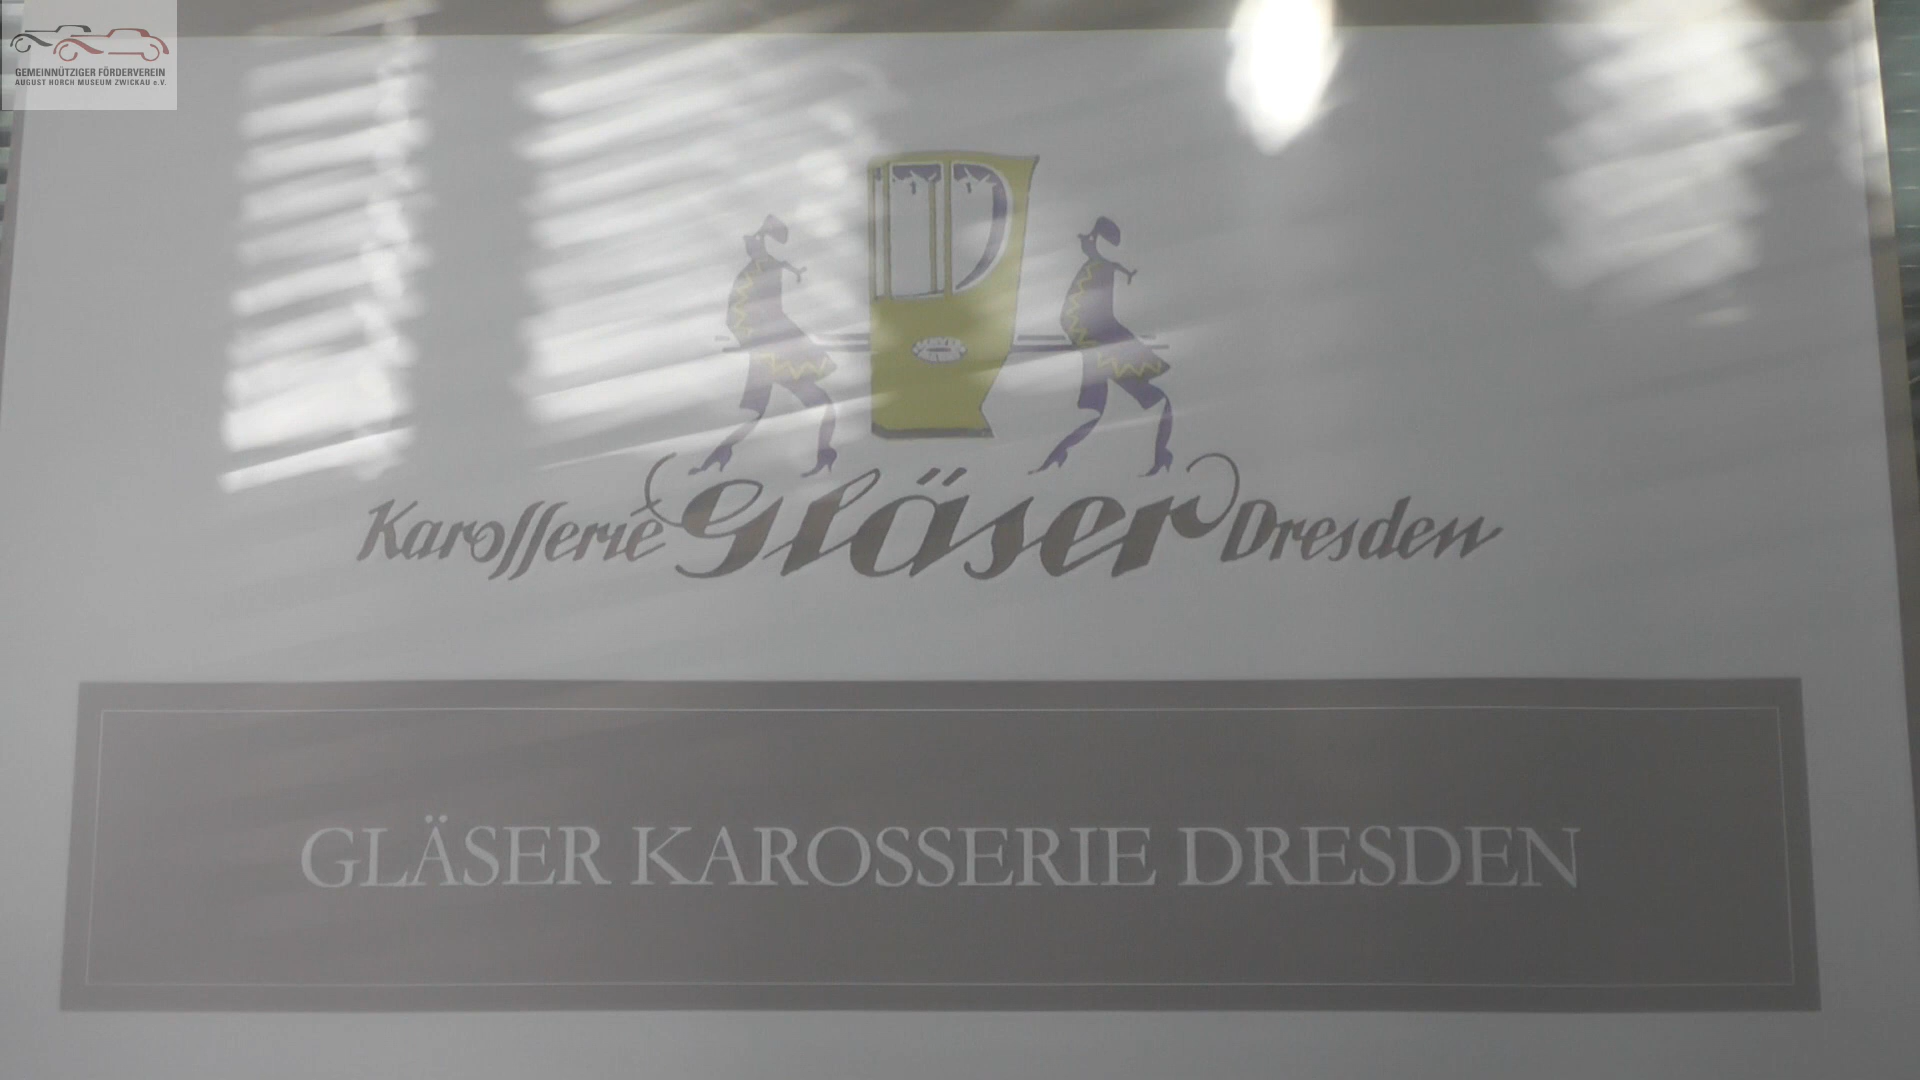 GEMEINNÜTZIGER FÖRDERVEREIN
AUGUST HORCH MUSEUM ZWICKAU e.V.
Karosserie Gläser Dresden
GLÄSER KAROSSERIE DRESDEN